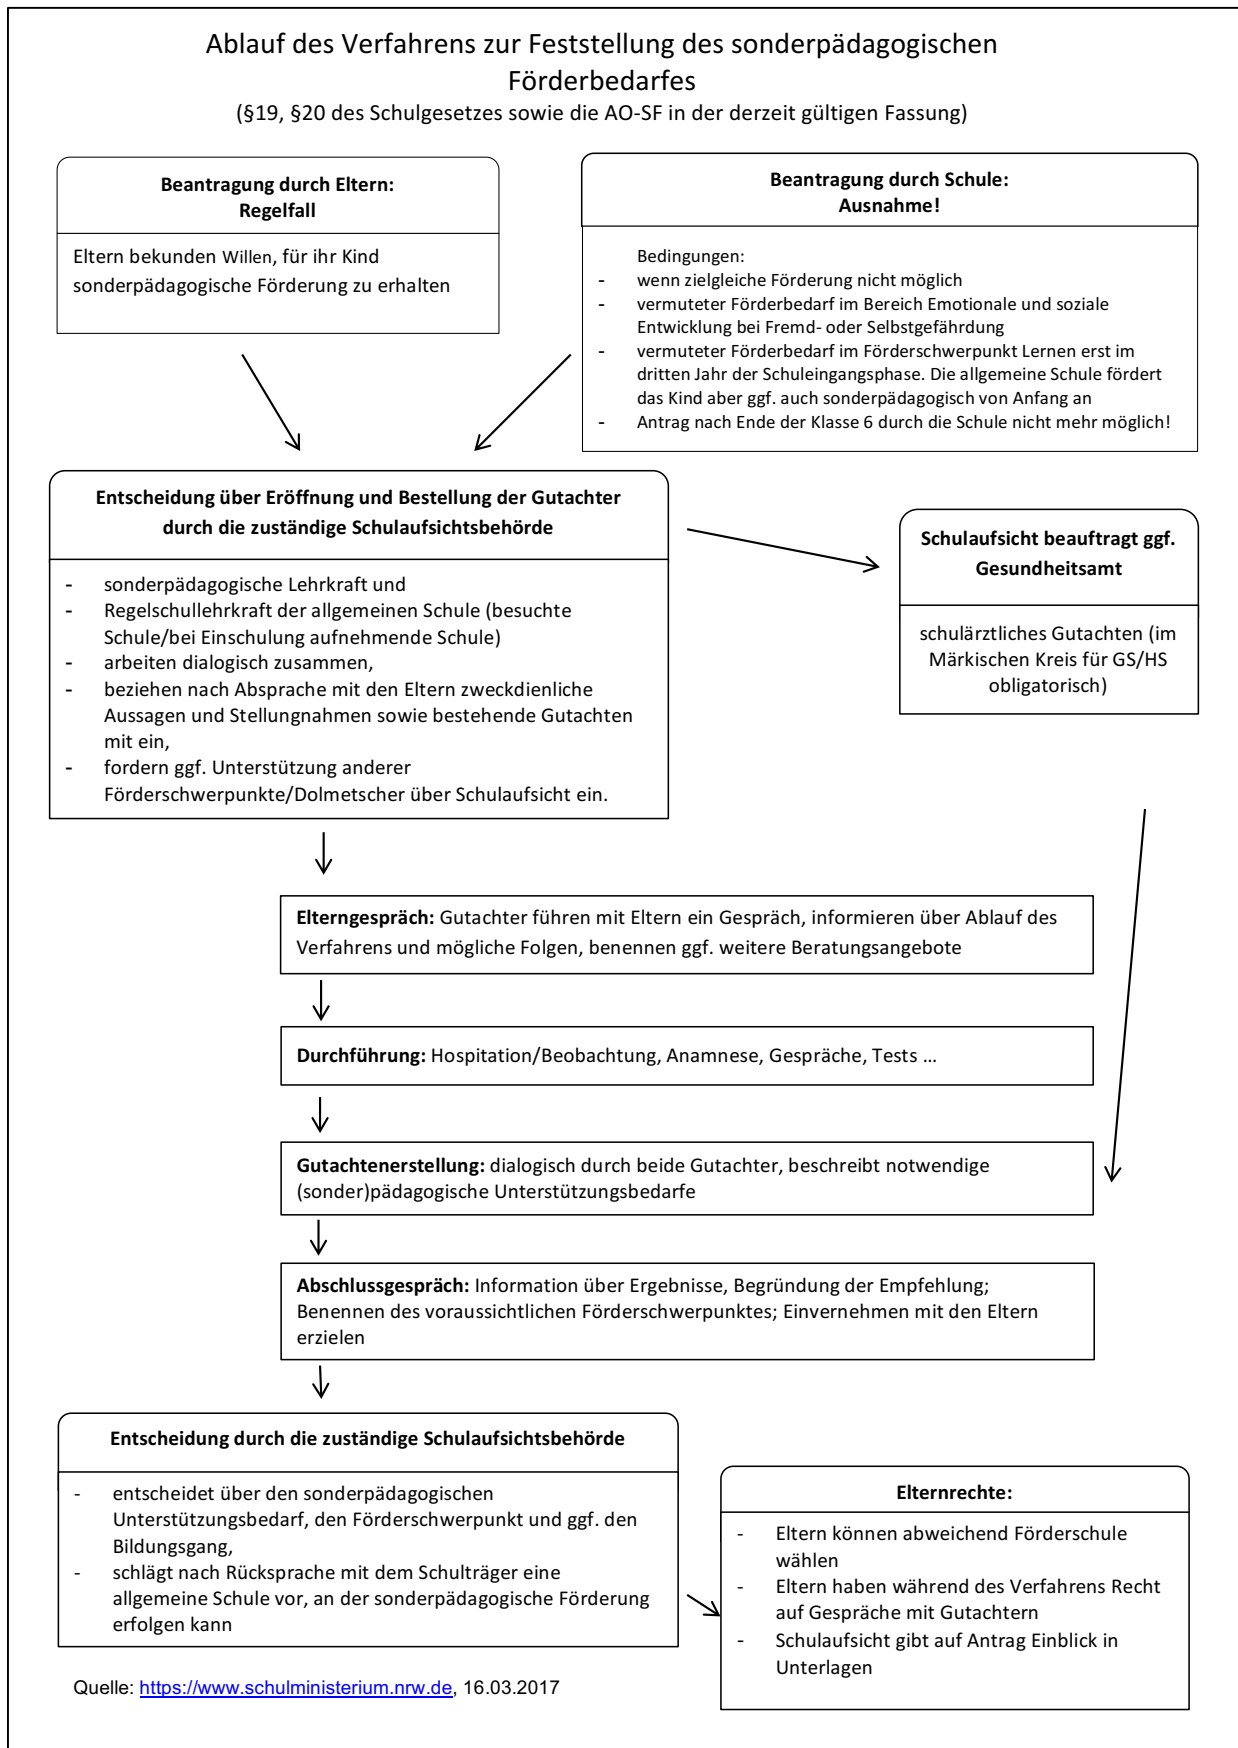 Ablauf des Verfahrens zur Feststellung des sonderpädagogischen
Förderbedarfes
(§19, §20 des Schulgesetzes sowie die AO-SF in der derzeit gültigen Fassung)
Beantragung durch Eltern:
Regelfall
Eltern bekunden Willen, für ihr Kind
sonderpädagogische Förderung zu erhalten
Beantragung durch Schule:
Ausnahme!
Bedingungen:
- wenn zielgleiche Förderung nicht möglich
- vermuteter Förderbedarf im Bereich Emotionale und soziale
Entwicklung bei Fremd- oder Selbstgefährdung
- vermuteter Förderbedarf im Förderschwerpunkt Lernen erst im
dritten Jahr der Schuleingangsphase. Die allgemeine Schule fördert
das Kind aber ggf. auch sonderpädagogisch von Anfang an
- Antrag nach Ende der Klasse 6 durch die Schule nicht mehr möglich!
Entscheidung über Eröffnung und Bestellung der Gutachter
durch die zuständige Schulaufsichtsbehörde
- sonderpädagogische Lehrkraft und
- Regelschullehrkraft der allgemeinen Schule (besuchte
Schule/bei Einschulung aufnehmende Schule)
- arbeiten dialogisch zusammen,
- beziehen nach Absprache mit den Eltern zweckdienliche
Aussagen und Stellungnahmen sowie bestehende Gutachten
mit ein,
- fordern ggf. Unterstützung anderer
Förderschwerpunkte/Dolmetscher über Schulaufsicht ein.
Schulaufsicht beauftragt ggf.
Gesundheitsamt
schulärztliches Gutachten (im
Märkischen Kreis für GS/HS
obligatorisch)
Elterngespräch: Gutachter führen mit Eltern ein Gespräch, informieren über Ablauf des
Verfahrens und mögliche Folgen, benennen ggf. weitere Beratungsangebote
Durchführung: Hospitation/Beobachtung, Anamnese, Gespräche, Tests …
Gutachtenerstellung: dialogisch durch beide Gutachter, beschreibt notwendige
(sonder)pädagogische Unterstützungsbedarfe
Abschlussgespräch: Information über Ergebnisse, Begründung der Empfehlung;
Benennen des voraussichtlichen Förderschwerpunktes; Einvernehmen mit den Eltern
erzielen
Entscheidung durch die zuständige Schulaufsichtsbehörde
- entscheidet über den sonderpädagogischen
Unterstützungsbedarf, den Förderschwerpunkt und ggf. den
Bildungsgang,
- schlägt nach Rücksprache mit dem Schulträger eine
allgemeine Schule vor, an der sonderpädagogische Förderung
erfolgen kann
Elternrechte:
- Eltern können abweichend Förderschule
wählen
- Eltern haben während des Verfahrens Recht
auf Gespräche mit Gutachtern
- Schulaufsicht gibt auf Antrag Einblick in
Unterlagen
Quelle: https://www.schulministerium.nrw.de, 16.03.2017